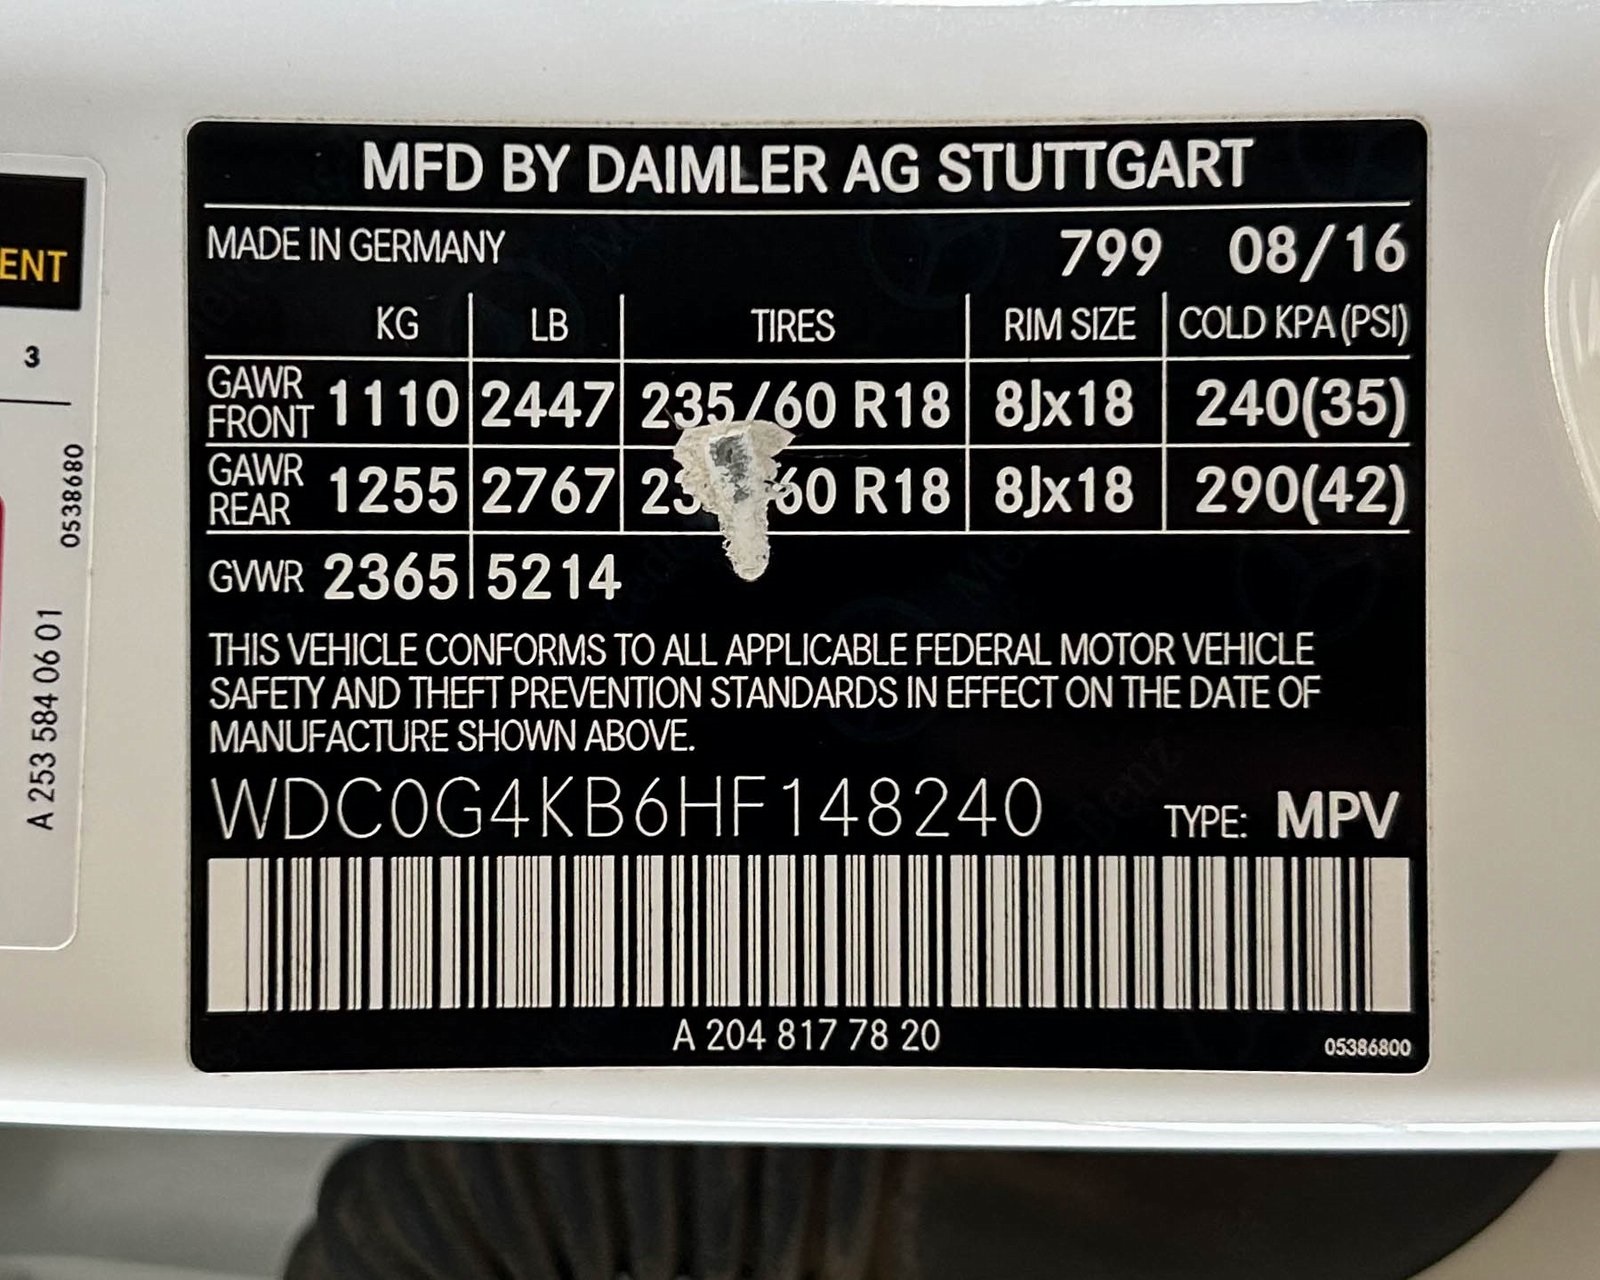 MFD BY DAIMLER AG STUTTGART
MADE IN GERMANY 799 08/16
KG LB TIRES RIM SIZE COLD KPA (PSI)
GAWR FRONT 1110 2447 235/60 R18 8Jx18 240(35)
GAWR REAR 1255 2767 60 R18 8Jx18 290(42)
GVWR 2365 5214
THIS VEHICLE CONFORMS TO ALL APPLICABLE FEDERAL MOTOR VEHICLE
SAFETY AND THEFT PREVENTION STANDARDS IN EFFECT ON THE DATE OF
MANUFACTURE SHOWN ABOVE.
WDC0G4KB6HF148240 TYPE: MPV
A 204 817 78 20
05386800
ENT
3
0538680
A 253 584 06 01